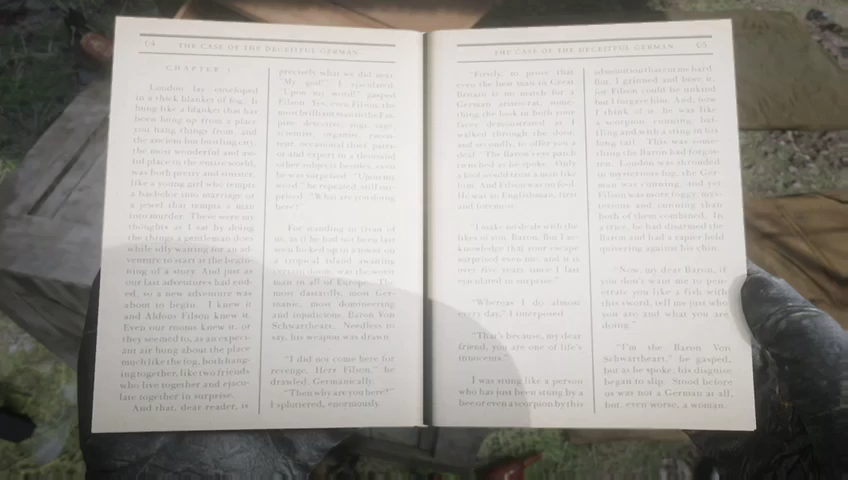 64 THE CASE OF THE DECEITFUL GERMAN
CHAPTER 1
London lay enveloped
in a thick blanket of fog. It
hung like a blanket that has
been hung up from a place
you hang things from, and
the ancient but bustling city,
the most wonderful and aw-
ful place in the entire world,
was both pretty and sinister,
like a young girl who tempts
a bachelor into marriage or
a jewel that tempts a man
into murder. These were my
thoughts as I sat by doing
the things a gentleman does
while idly waiting for an ad-
venture to start at the begin-
ning of a story. And just as
our last adventures had end-
ed, so a new adventure was
about to begin. I knew it
and Aldous Filson knew it.
Even our rooms knew it, or
they seemed to, as an expect-
ant air hung about the place
much like the fog, both hang-
ing together, like two friends
who live together and ejacu-
late together in surprise.
And that, dear reader, is
precisely what we did next.
"My god!" I ejaculated.
"Upon my word!" gasped
Filson. Yes, even Filson, the
most brilliant man in the Em-
pire, detective,
scientist, organist, racon-
teur, occasional thief, pirate
and expert in a thousand
other subjects besides, even
he was surprised. "Upon my
word," he repeated, still sur-
prised. "What are you doing
here?"
For standing in front of
us, as if he had not been last
seen locked up in a tower on
a tropical island awaiting
certain doom, was the worst
man in all of Europe. The
most dastardly, most Ger-
manic, most domineering
and injudicious, Baron Von
Schwartheart. Needless to
say, his weapon was drawn.
"I did not come here for
revenge, Herr Filson," he
drawled, Germanically.
"Then why are you here?"
I spluttered, enormously.
THE CASE OF THE DECEITFUL GERMAN 65
"Firstly, to prove that
even the best man in Great
Britain is no match for a
German aristocrat, some-
thing the look in both your
faces demonstrated as I
walked through the door,
and secondly, to offer you a
deal." The Baron's eye patch
twitched as he spoke. Only
a fool would trust a man like
him. And Filson was no fool.
He was an Englishman, first
and foremost.
"I make no deals with the
likes of you, Baron. But I ac-
knowledge that your escape
surprised even me, and it is
over five years since I last
ejaculated in surprise."
"Whereas I do almost
every day," I interposed.
"That's because, my dear
friend, you are one of life's
innocents."
I was stung like a person
who has just been stung by a
bee or even a scorpion by this
admonition that to me hard.
But, I grinned and bore it,
for Filson could be unkind
but I forgave him. And, now
I think of it, he was like
a scorpion, cunning, baf-
fling and with a sting in his
long tail. This was some-
thing the Baron had forgot-
ten. London was shrouded
in mysterious fog, the Ger-
man was cunning, and yet
Filson was more foggy, mys-
terious and cunning than
both of them combined. In
a trice, he had disarmed the
Baron and had a rapier held
quivering against his chin.
"Now, my dear Baron, if
you don't want me to pen-
etrate you like a fish with
this sword, tell me just who
you are and what you are
doing."
"I'm the Baron Von
Schwartheart," he gasped,
but as he spoke, his disguise
began to slip. Stood before
us was not a German at all,
but, even worse, a woman.